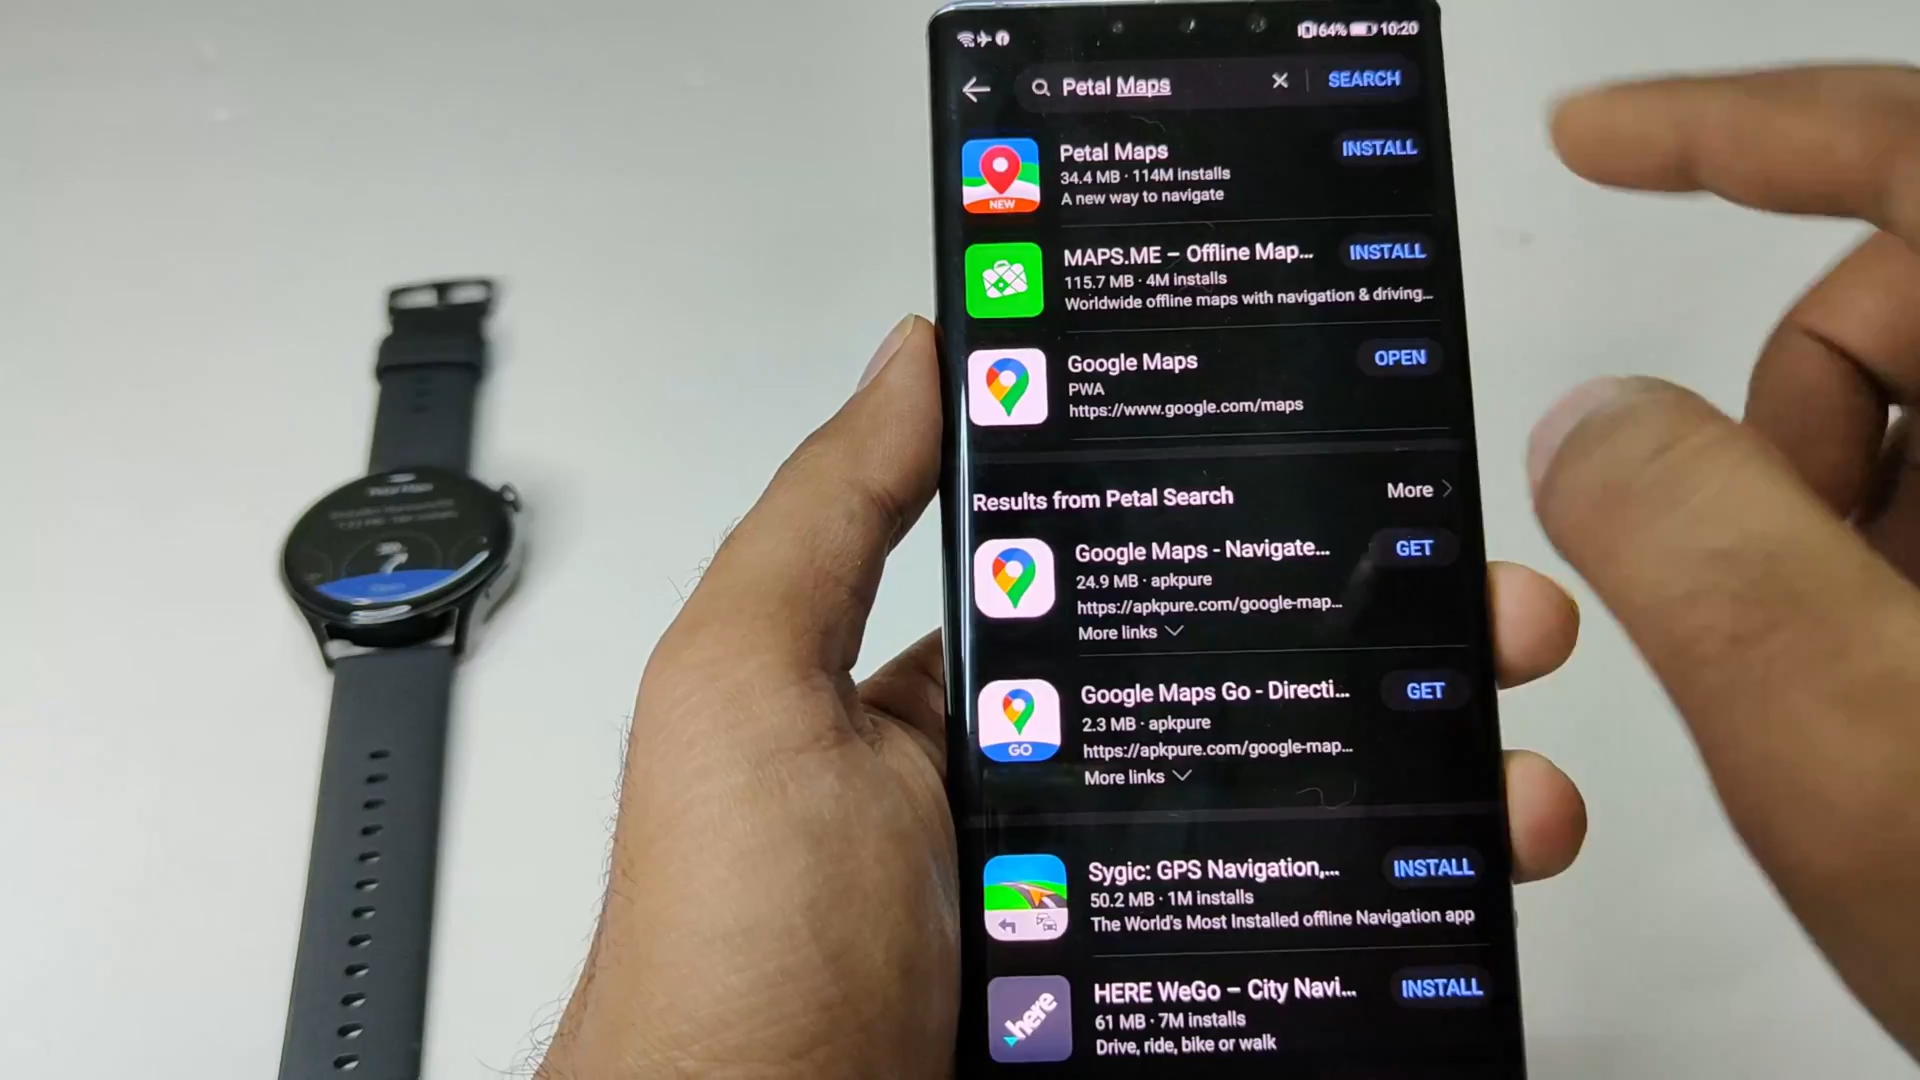 64% 10:20
Petal Maps SEARCH
Petal Maps INSTALL
34.4 MB · 114M installs
A new way to navigate
NEW
MAPS.ME – Offline Map... INSTALL
115.7 MB · 4M installs
Worldwide offline maps with navigation & driving...
Google Maps OPEN
PWA
https://www.google.com/maps
Results from Petal Search More
Google Maps - Navigate... GET
24.9 MB · apkpure
https://apkpure.com/google-map...
More links
Google Maps Go - Directi... GET
2.3 MB · apkpure
https://apkpure.com/google-map...
GO
More links
Sygic: GPS Navigation,... INSTALL
50.2 MB · 1M installs
The World's Most Installed offline Navigation app
HERE WeGo – City Navi... INSTALL
61 MB · 7M installs
Drive, ride, bike or walk
here
Petal Maps